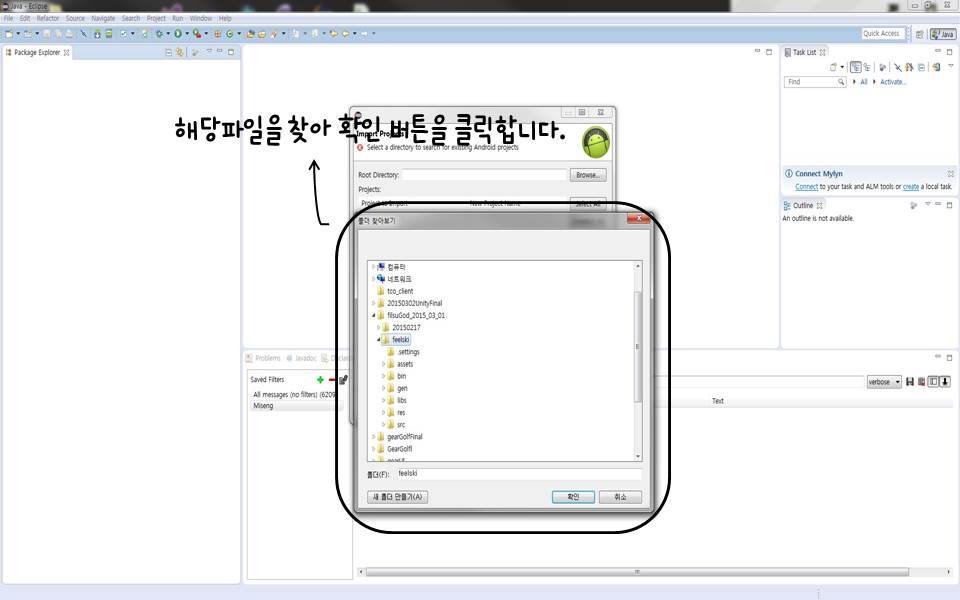 Java - Eclipse
File Edit Refactor Source Navigate Search Project Run Window Help
Quick Access
Java
Package Explorer
Task List
Find
All
Activate...
해당파일을 찾아 확인 버튼을 클릭합니다.
Import Projects
Select a directory to search for existing Android projects
Root Directory:
Browse...
Projects:
Project to Import
New Project Name
Select All
Connect Mylyn
Connect to your task and ALM tools or create a local task.
Outline
An outline is not available.
폴더 찾아보기
컴퓨터
네트워크
tco_client
20150302UnityFinal
filsuGod_2015_03_01
20150217
feelski
.settings
assets
bin
gen
libs
res
src
gearGolfFinal
GearGolfl
폴더(F):
feelski
새 폴더 만들기(A)
확인
취소
Problems
Javadoc
Saved Filters
All messages (no filters) (6209
Miseng
verbose
Text